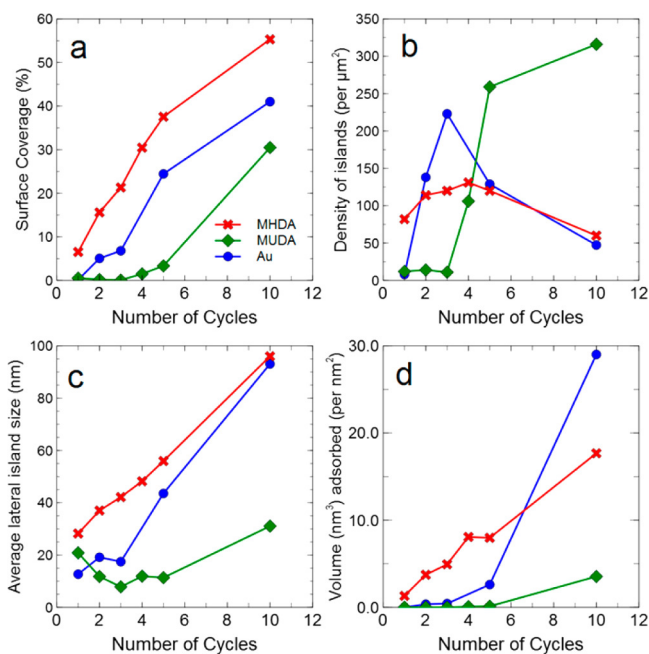 a
Surface Coverage (%)
60
50
40
30
20
10
0
0 2 4 6 8 10 12
Number of Cycles
MHDA
MUDA
Au
b
Density of islands (per µm²)
350
300
250
200
150
100
50
0
0 2 4 6 8 10 12
Number of Cycles
c
Average lateral island size (nm)
100
80
60
40
20
0
0 2 4 6 8 10 12
Number of Cycles
d
Volume (nm³) adsorbed (per nm²)
30.0
20.0
10.0
0.0
0 2 4 6 8 10 12
Number of Cycles